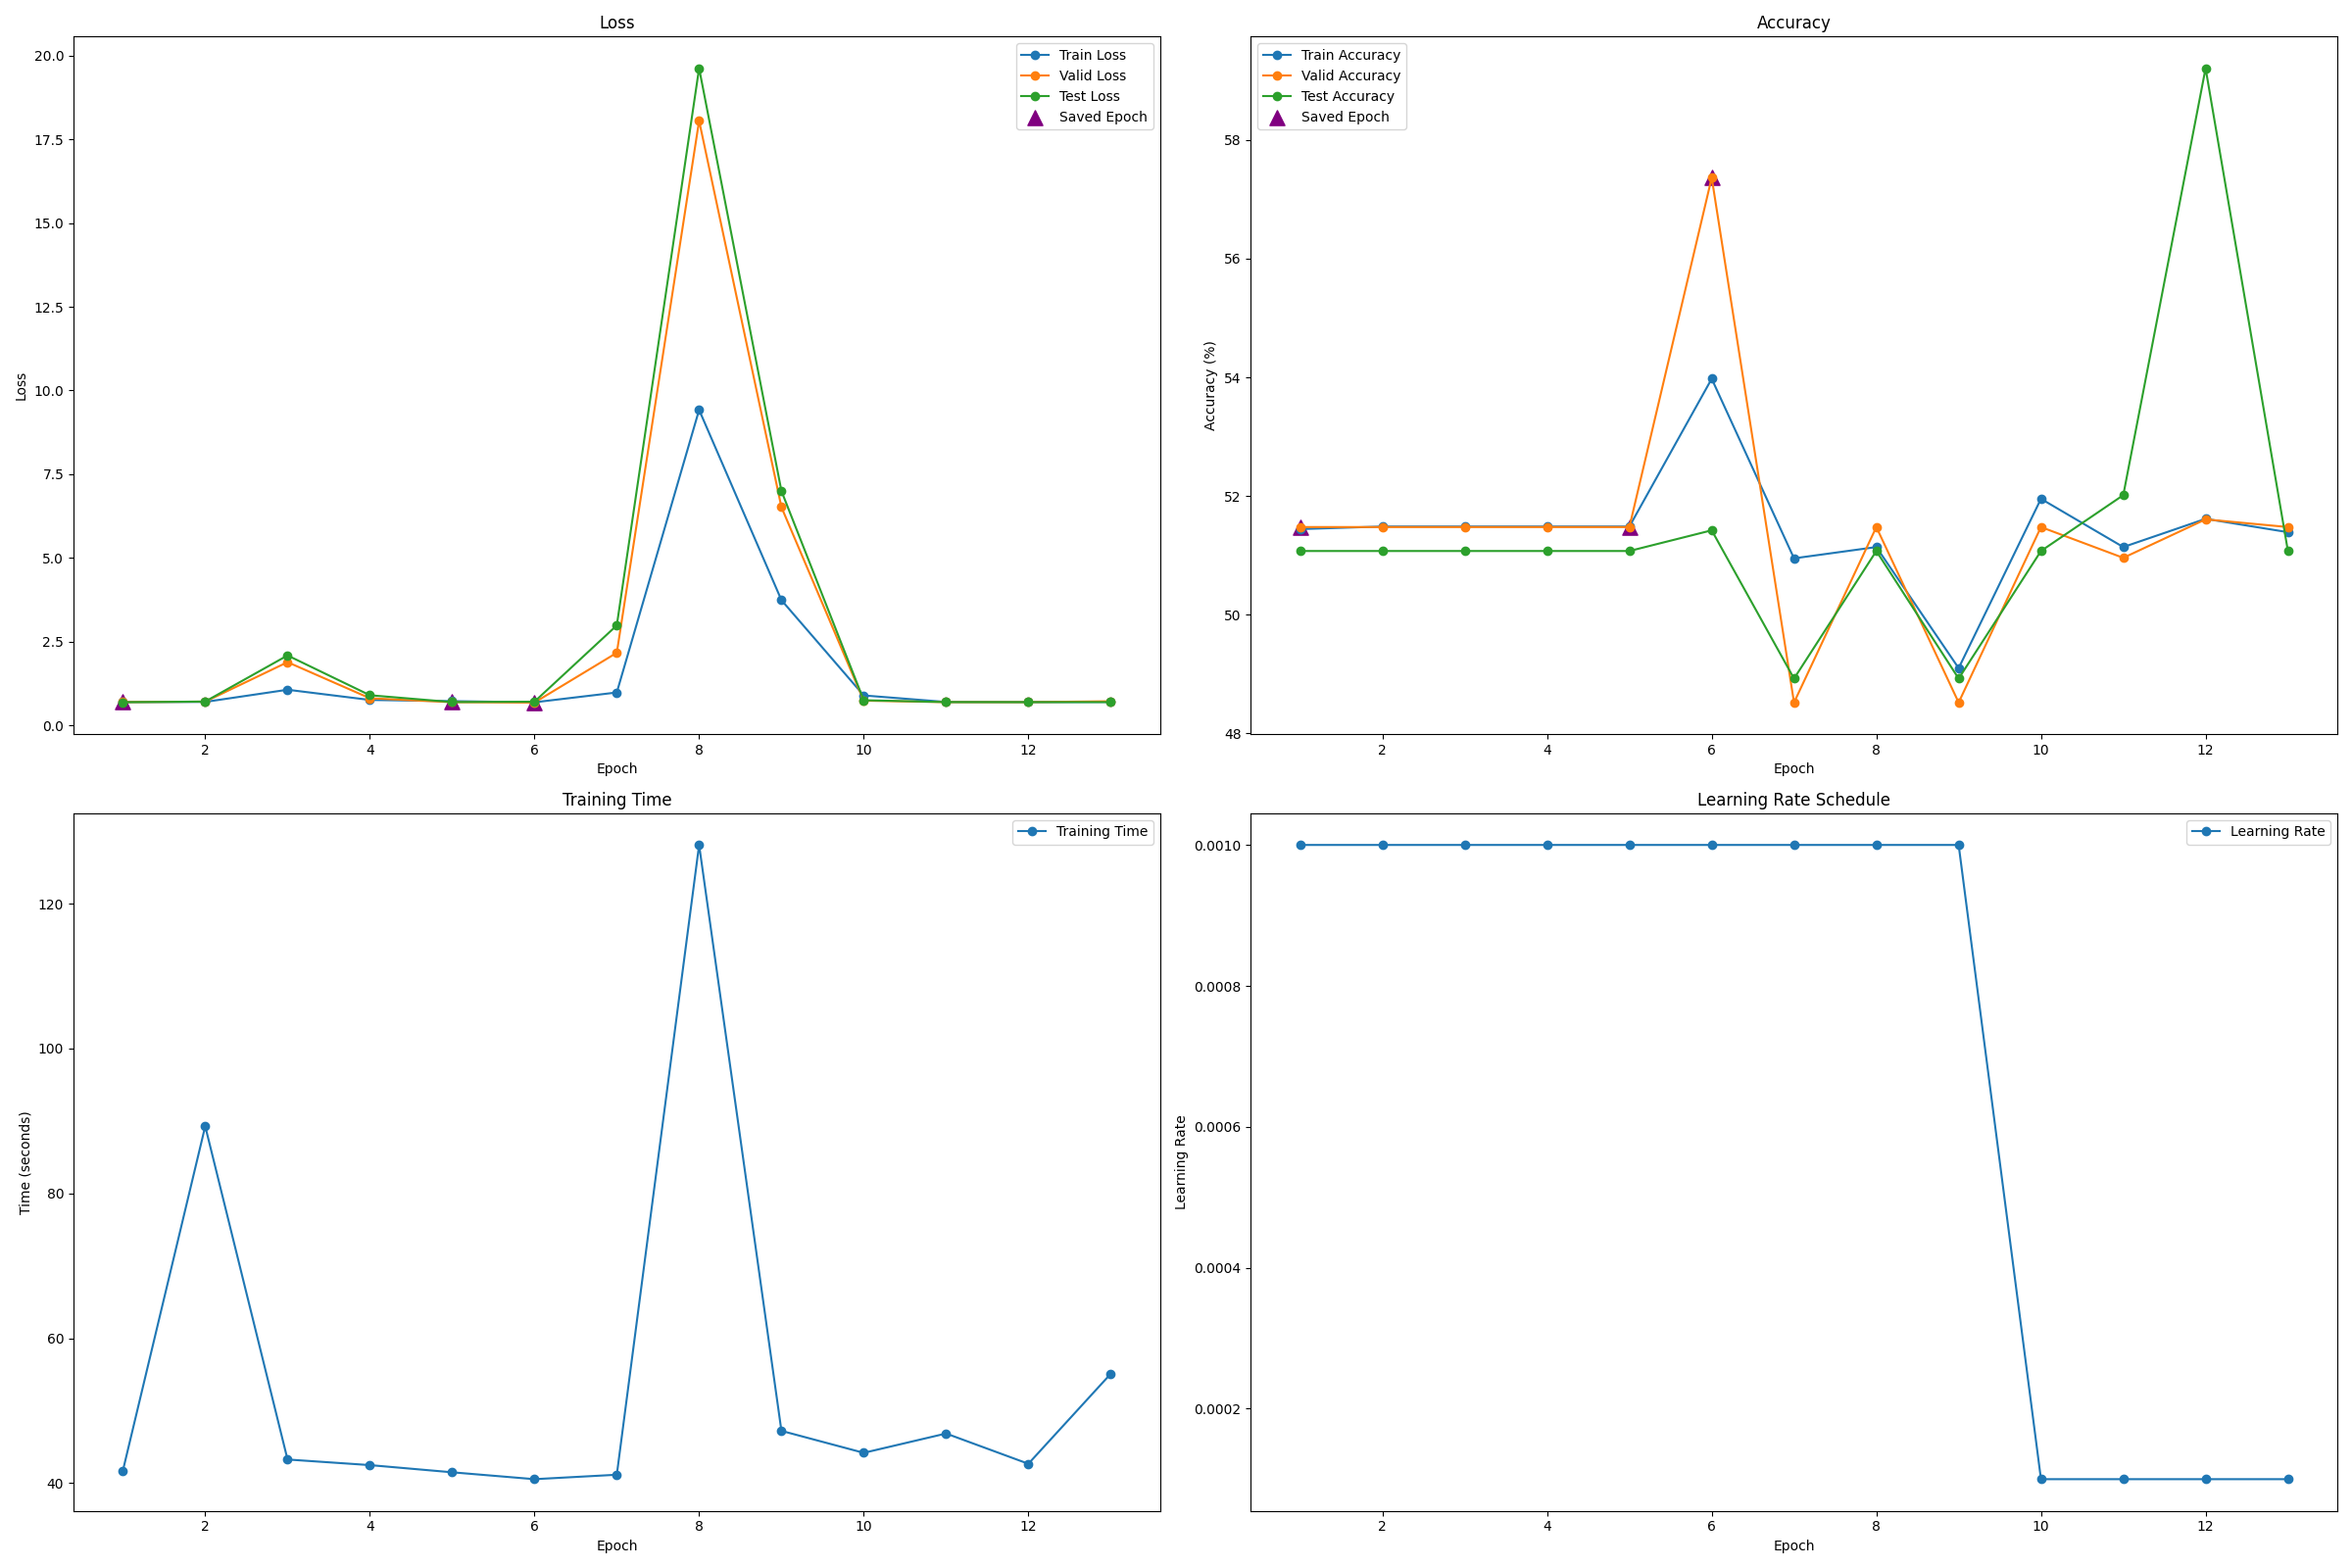 Loss
Train Loss
Valid Loss
Test Loss
Saved Epoch
20.0
17.5
15.0
12.5
10.0
7.5
5.0
2.5
0.0
Loss
2 4 6 8 10 12
Epoch
Accuracy
Train Accuracy
Valid Accuracy
Test Accuracy
Saved Epoch
58
56
54
52
50
48
Accuracy (%)
2 4 6 8 10 12
Epoch
Training Time
Training Time
120
100
80
60
40
Time (seconds)
2 4 6 8 10 12
Epoch
Learning Rate Schedule
Learning Rate
0.0010
0.0008
0.0006
0.0004
0.0002
Learning Rate
2 4 6 8 10 12
Epoch